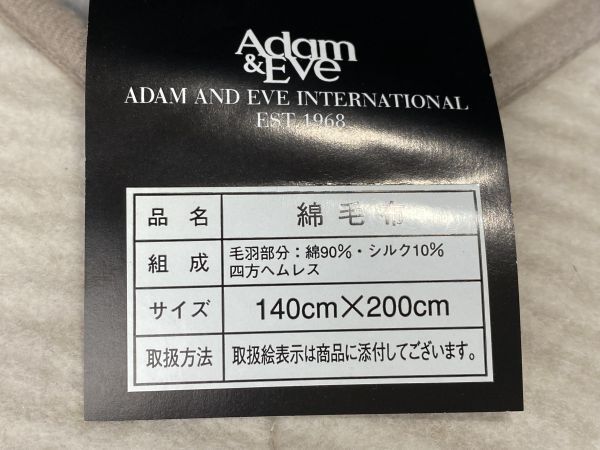 Adam
&Eve
ADAM AND EVE INTERNATIONAL
EST 1968
品名 綿毛布
組成 毛羽部分：綿90%・シルク10%
四方ヘムレス
サイズ 140cm×200cm
取扱方法 取扱絵表示は商品に添付してございます。